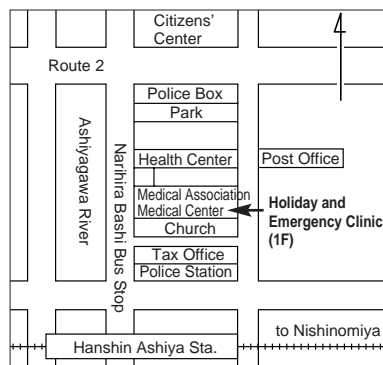 Citizens'
Center
Route 2
Police Box
Park
Ashiyagawa River
Narihira Bashi Bus Stop
Health Center
Post Office
Medical Association
Medical Center
Holiday and
Emergency Clinic
(1F)
Church
Tax Office
Police Station
to Nishinomiya
Hanshin Ashiya Sta.